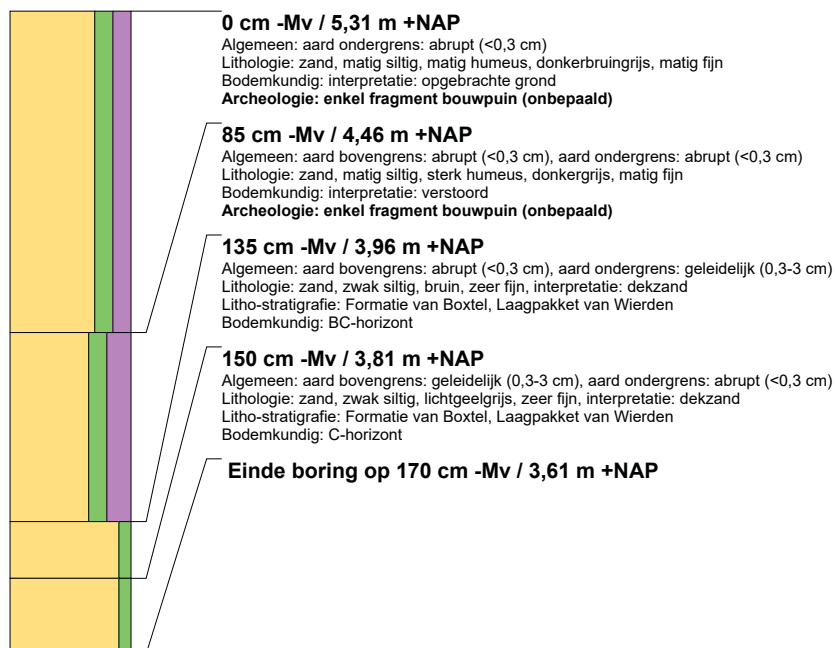 0 cm -Mv / 5,31 m +NAP
Algemeen: aard ondergrens: abrupt (<0,3 cm)
Lithologie: zand, matig siltig, matig humeus, donkerbruingrijs, matig fijn
Bodemkundig: interpretatie: opgebrachte grond
Archeologie: enkel fragment bouwpuin (onbepaald)
85 cm -Mv / 4,46 m +NAP
Algemeen: aard bovengrens: abrupt (<0,3 cm), aard ondergrens: abrupt (<0,3 cm)
Lithologie: zand, matig siltig, sterk humeus, donkergrijs, matig fijn
Bodemkundig: interpretatie: verstoord
Archeologie: enkel fragment bouwpuin (onbepaald)
135 cm -Mv / 3,96 m +NAP
Algemeen: aard bovengrens: abrupt (<0,3 cm), aard ondergrens: geleidelijk (0,3-3 cm)
Lithologie: zand, zwak siltig, bruin, zeer fijn, interpretatie: dekzand
Litho-stratigrafie: Formatie van Boxtel, Laagpakket van Wierden
Bodemkundig: BC-horizont
150 cm -Mv / 3,81 m +NAP
Algemeen: aard bovengrens: geleidelijk (0,3-3 cm), aard ondergrens: abrupt (<0,3 cm)
Lithologie: zand, zwak siltig, lichtgeelgrijs, zeer fijn, interpretatie: dekzand
Litho-stratigrafie: Formatie van Boxtel, Laagpakket van Wierden
Bodemkundig: C-horizont
Einde boring op 170 cm -Mv / 3,61 m +NAP